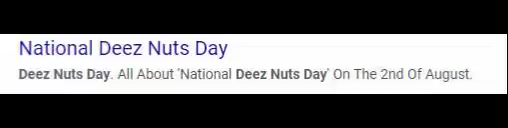 National Deez Nuts Day
Deez Nuts Day. All About 'National Deez Nuts Day' On The 2nd Of August.